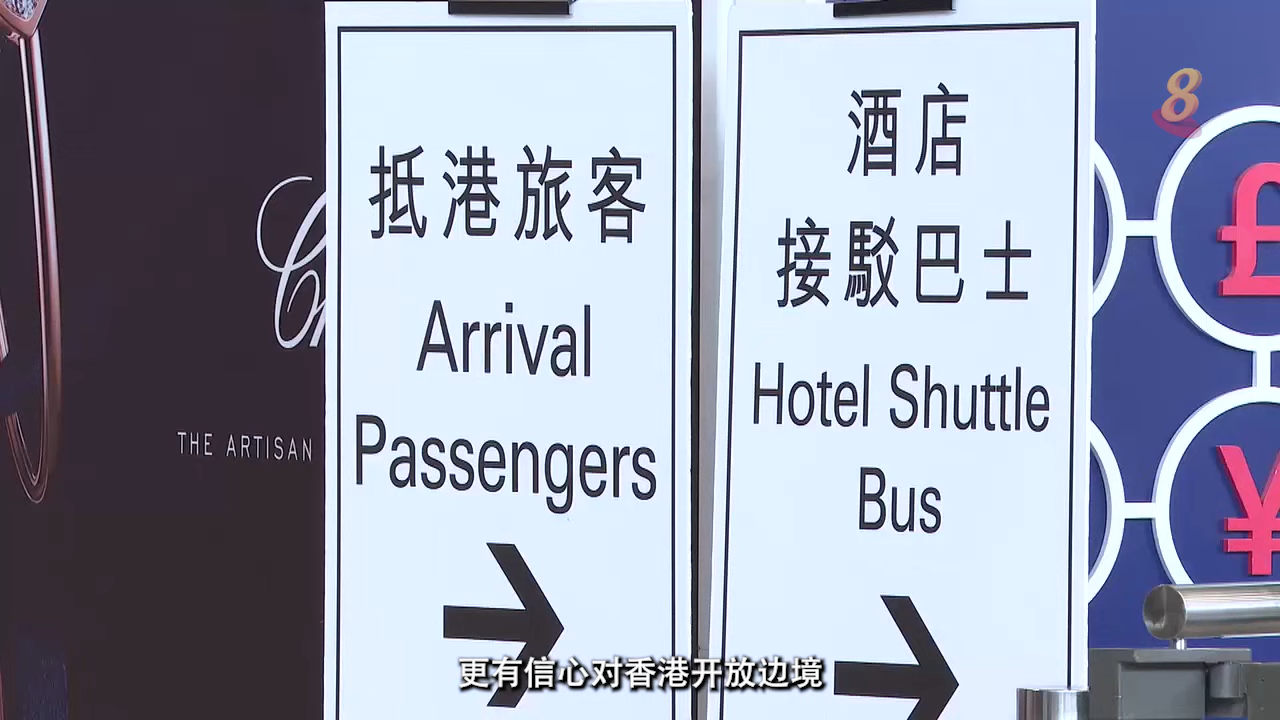 抵港旅客
Arrival
Passengers
酒店
接駁巴士
Hotel Shuttle
Bus
8
THE ARTISAN
£
¥
更有信心对香港开放边境